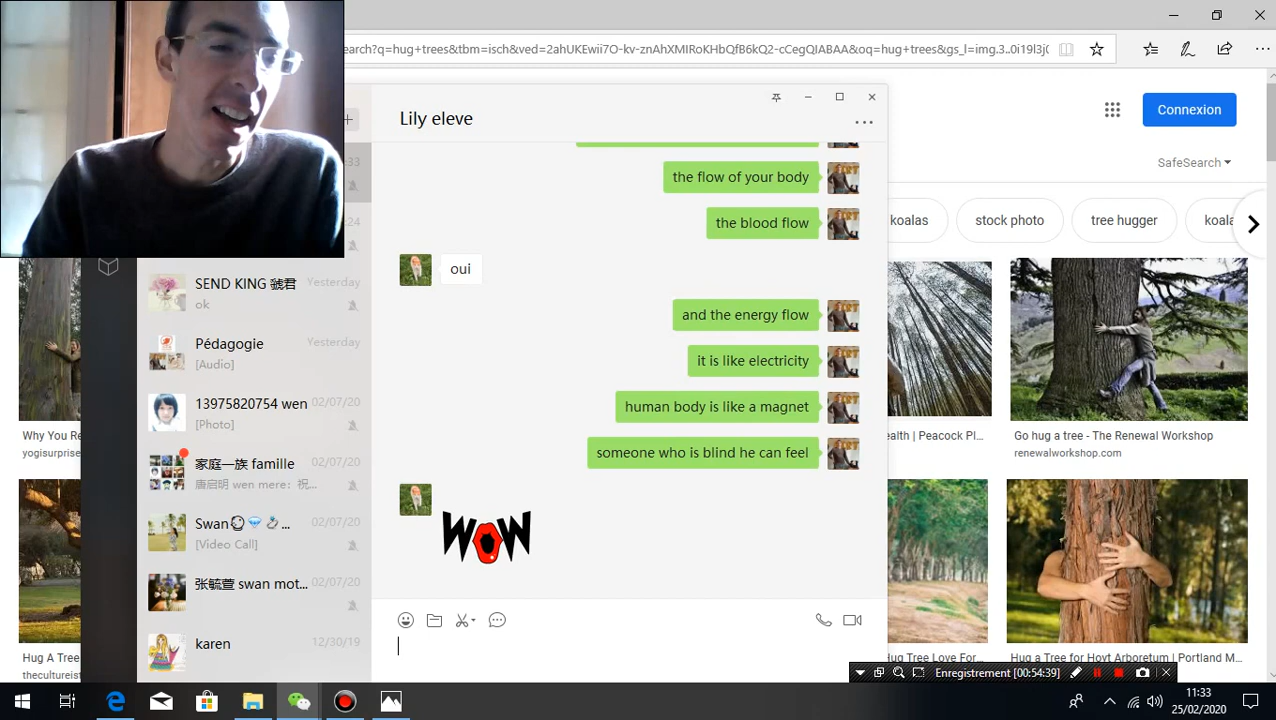 search?q=hug+trees&tbm=isch&ved=2ahUKEwii7O-kv-znAhXMIRoKHbQfB6kQ2-cCegQIABAA&oq=hug+trees&gs_l=img.3..0i19l3j0
Lily eleve
Connexion
SafeSearch
koalas
stock photo
tree hugger
koala
:33
:24
the flow of your body
the blood flow
oui
and the energy flow
it is like electricity
human body is like a magnet
someone who is blind he can feel
WOW
SEND KING 虢君
Yesterday
ok
Pédagogie
Yesterday
[Audio]
13975820754 wen
02/07/20
[Photo]
家庭一族 famille
02/07/20
唐启明 wen mere：祝...
Swan ...
02/07/20
[Video Call]
张毓萱 swan mot...
02/07/20
karen
12/30/19
Why You Re
yogisurprise
ealth | Peacock Pl...
Go hug a tree - The Renewal Workshop
renewalworkshop.com
Hug A Tree
thecultureist
Hug Tree Love For...
Hug a Tree for Hoyt Arboretum | Portland M...
Enregistrement [00:54:39]
11:33
25/02/2020